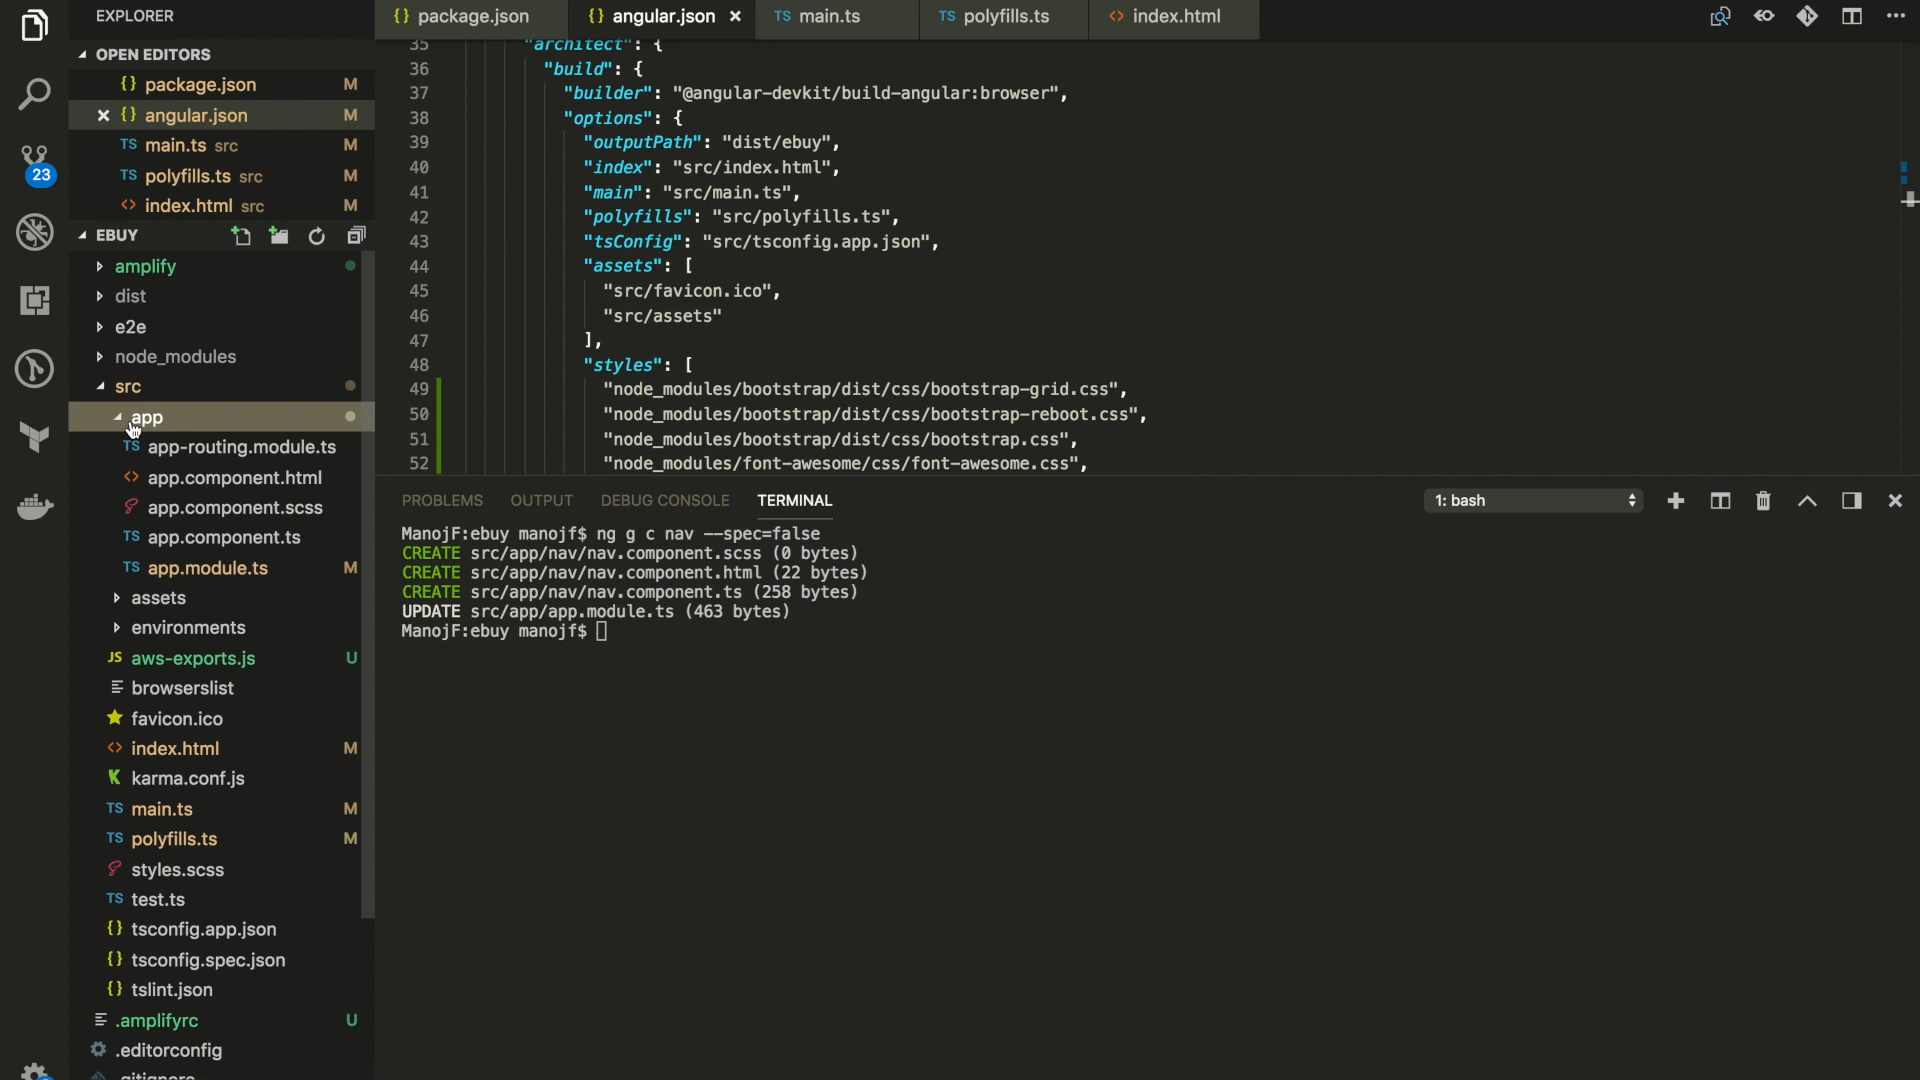 EXPLORER
OPEN EDITORS
{} package.json M
{} angular.json M
TS main.ts src M
TS polyfills.ts src M
<> index.html src M
23
EBUY
amplify
dist
e2e
node_modules
src
app
TS app-routing.module.ts
<> app.component.html
app.component.scss
TS app.component.ts
TS app.module.ts M
assets
environments
JS aws-exports.js U
browserslist
favicon.ico
<> index.html M
K karma.conf.js
TS main.ts M
TS polyfills.ts M
styles.scss
TS test.ts
{} tsconfig.app.json
{} tsconfig.spec.json
{} tslint.json
.amplifyrc U
.editorconfig
.gitignore
{} package.json {} angular.json TS main.ts TS polyfills.ts <> index.html
35 "architect": {
36 "build": {
37 "builder": "@angular-devkit/build-angular:browser",
38 "options": {
39 "outputPath": "dist/ebuy",
40 "index": "src/index.html",
41 "main": "src/main.ts",
42 "polyfills": "src/polyfills.ts",
43 "tsConfig": "src/tsconfig.app.json",
44 "assets": [
45 "src/favicon.ico",
46 "src/assets"
47 ],
48 "styles": [
49 "node_modules/bootstrap/dist/css/bootstrap-grid.css",
50 "node_modules/bootstrap/dist/css/bootstrap-reboot.css",
51 "node_modules/bootstrap/dist/css/bootstrap.css",
52 "node_modules/font-awesome/css/font-awesome.css",
PROBLEMS OUTPUT DEBUG CONSOLE TERMINAL 1: bash
ManojF:ebuy manojf$ ng g c nav --spec=false
CREATE src/app/nav/nav.component.scss (0 bytes)
CREATE src/app/nav/nav.component.html (22 bytes)
CREATE src/app/nav/nav.component.ts (258 bytes)
UPDATE src/app/app.module.ts (463 bytes)
ManojF:ebuy manojf$